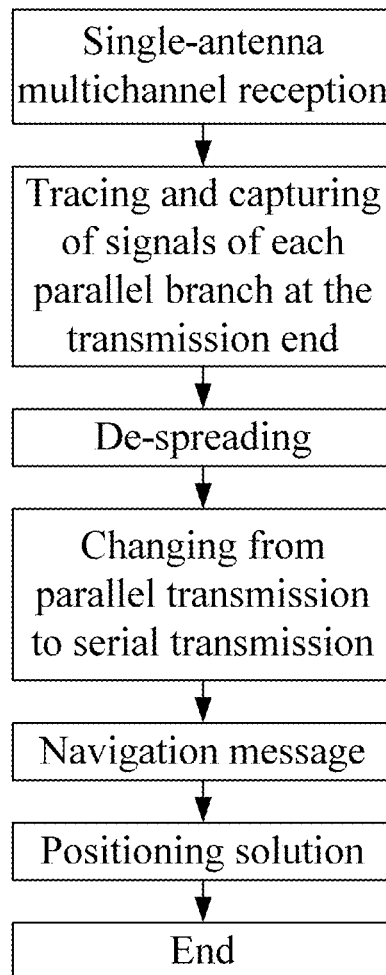 Single-antenna
multichannel reception
Tracing and capturing
of signals of each
parallel branch at the
transmission end
De-spreading
Changing from
parallel transmission
to serial transmission
Navigation message
Positioning solution
End